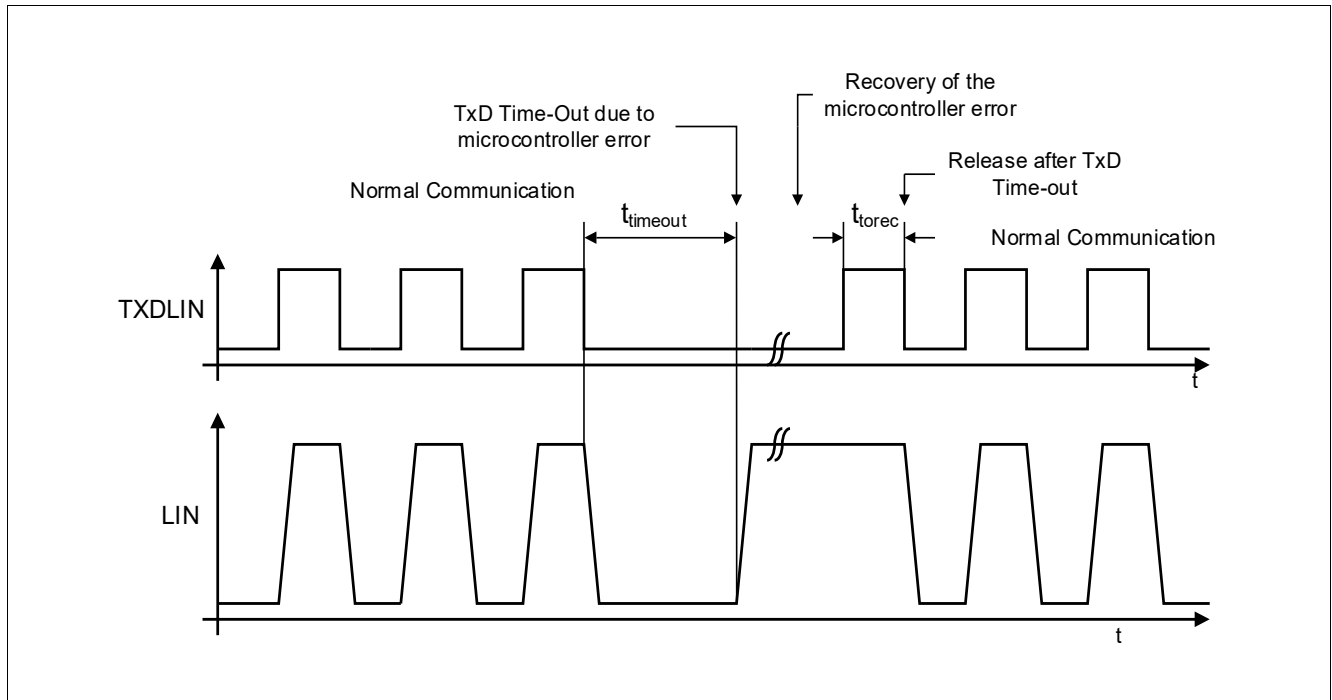 Recovery of the
microcontroller error
TxD Time-Out due to
microcontroller error
Release after TxD
Time-out
Normal Communication
ttimeout
ttorec
Normal Communication
TXDLIN
t
LIN
t